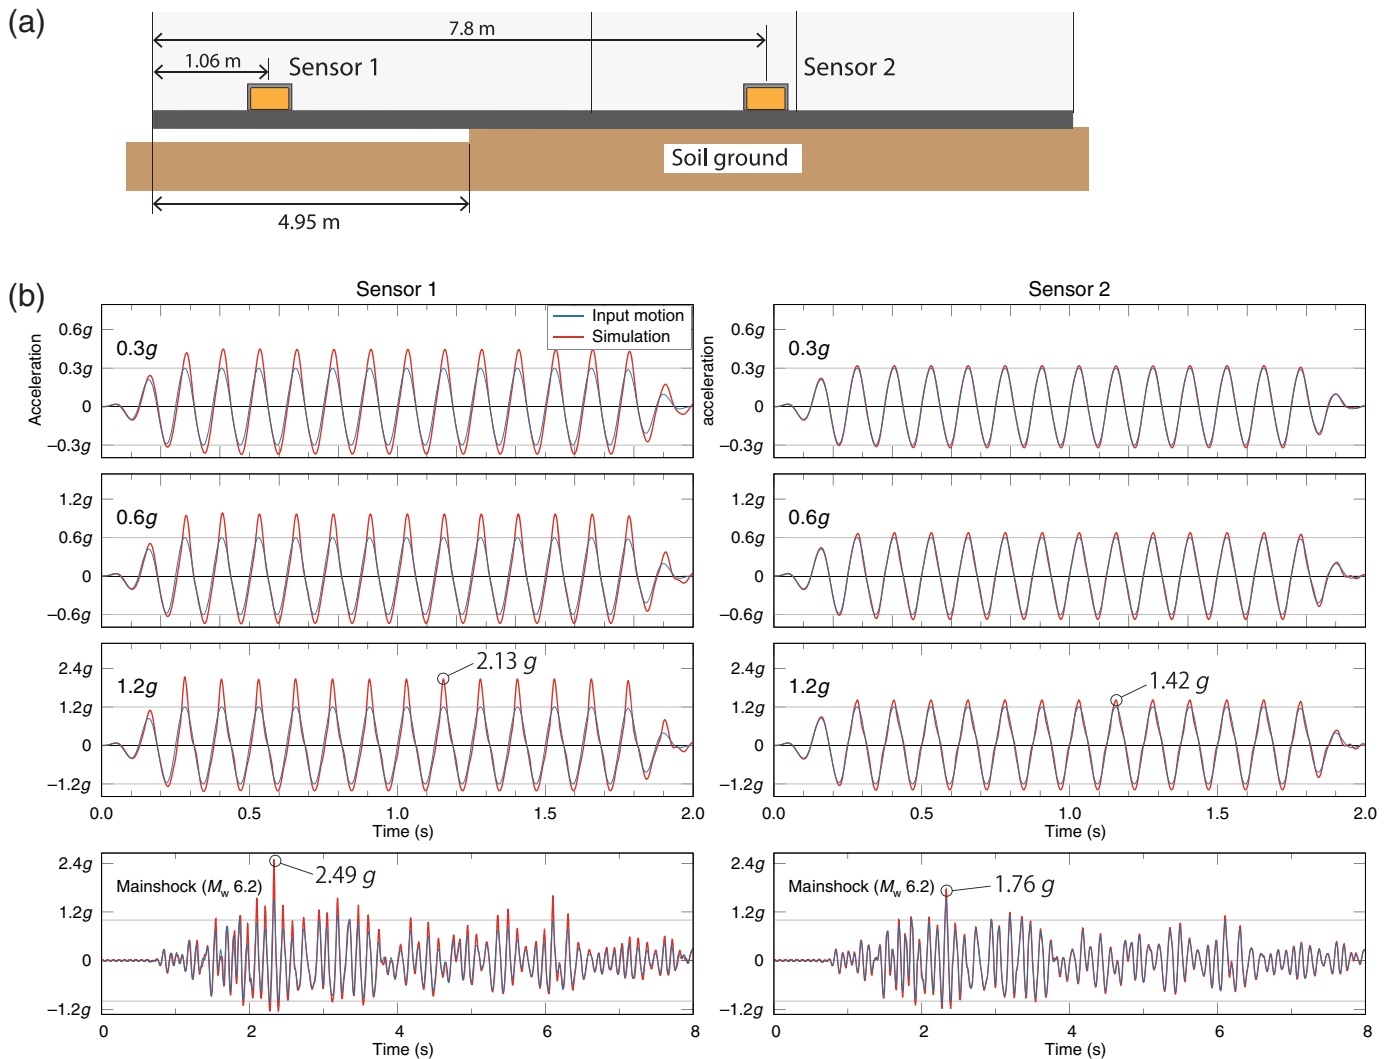 (a)
7.8 m
1.06 m
Sensor 1
Sensor 2
Soil ground
4.95 m
(b)
Sensor 1
Sensor 2
Input motion
Simulation
Acceleration
0.6g
0.3g
0
−0.3g
0.3g
acceleration
0.6g
0.3g
0
−0.3g
0.3g
1.2g
0.6g
0
−0.6g
0.6g
1.2g
0.6g
0
−0.6g
0.6g
2.4g
1.2g
0
−1.2g
1.2g
2.13 g
0.0 0.5 1.0 1.5 2.0
Time (s)
2.4g
1.2g
0
−1.2g
1.2g
1.42 g
0.0 0.5 1.0 1.5 2.0
Time (s)
2.4g
1.2g
0
−1.2g
Mainshock (Mw 6.2)
2.49 g
0 2 4 6 8
Time (s)
2.4g
1.2g
0
−1.2g
Mainshock (Mw 6.2)
1.76 g
0 2 4 6 8
Time (s)